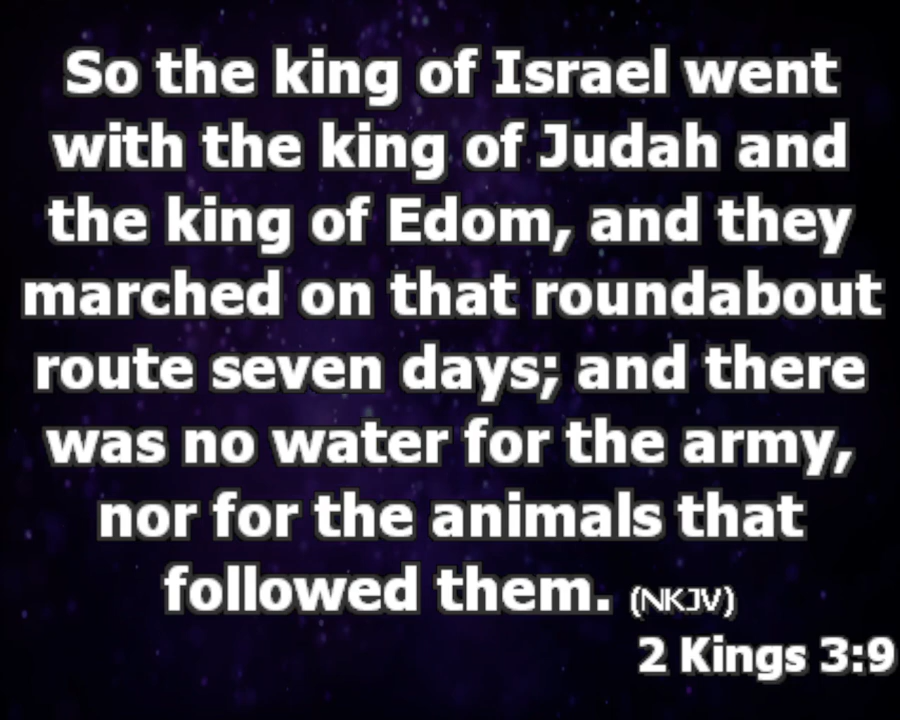 So the king of Israel went
with the king of Judah and
the king of Edom, and they
marched on that roundabout
route seven days; and there
was no water for the army,
nor for the animals that
followed them. (NKJV)
2 Kings 3:9